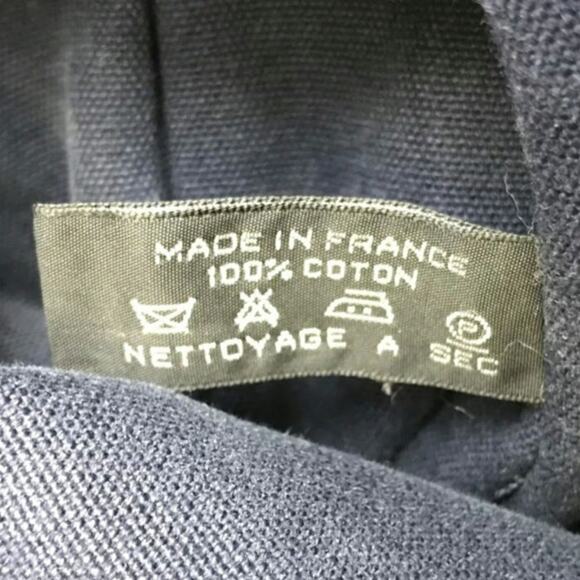 MADE IN FRANCE
100% COTON
P
NETTOYAGE A SEC